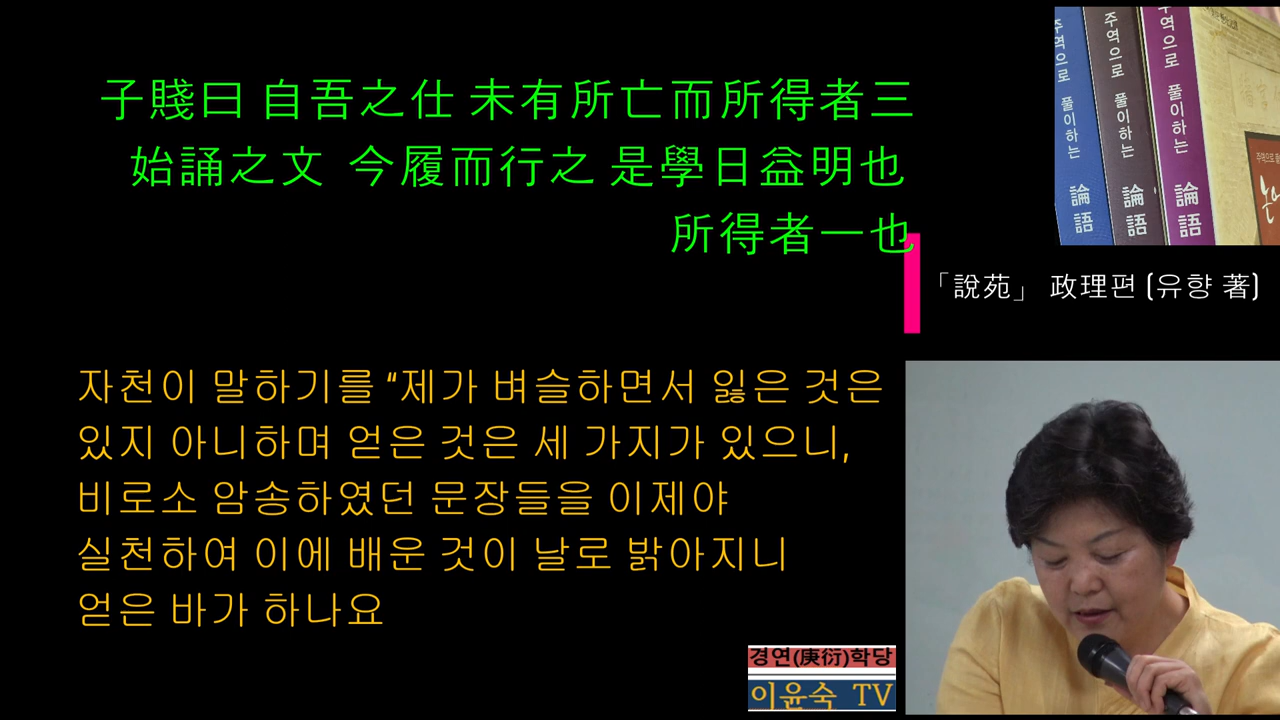 子賤曰 自吾之仕 未有所亡而所得者三
始誦之文 今履而行之 是學日益明也
所得者一也
자천이 말하기를 “제가 벼슬하면서 잃은 것은
있지 아니하며 얻은 것은 세 가지가 있으니,
비로소 암송하였던 문장들을 이제야
실천하여 이에 배운 것이 날로 밝아지니
얻은 바가 하나요
주역으로 풀이하는 論語
주역으로 풀이하는 論語
주역으로 풀이하는 論語
「說苑」 政理편 (유향 著)
경연(庚衍)학당
이윤숙 TV